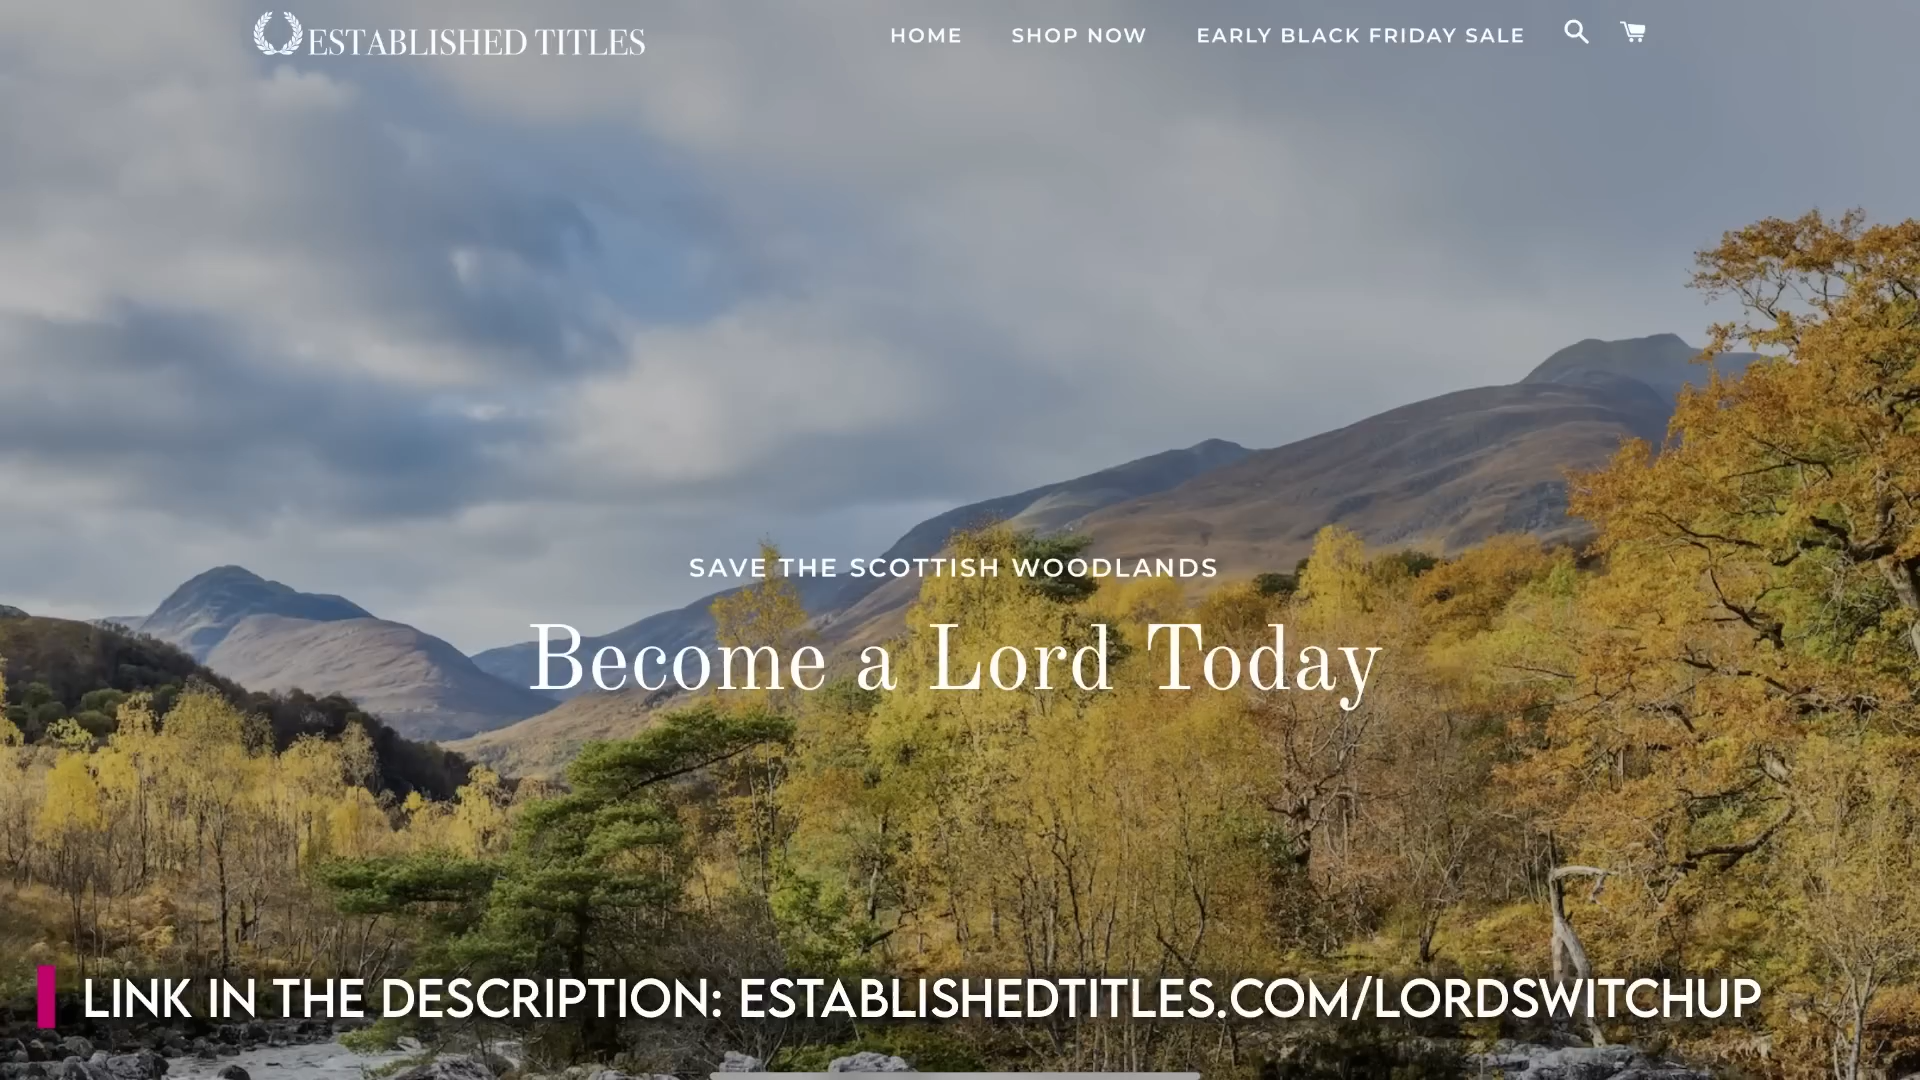 ESTABLISHED TITLES
HOME
SHOP NOW
EARLY BLACK FRIDAY SALE
SAVE THE SCOTTISH WOODLANDS
Become a Lord Today
LINK IN THE DESCRIPTION: ESTABLISHEDTITLES.COM/LORDSWITCHUP